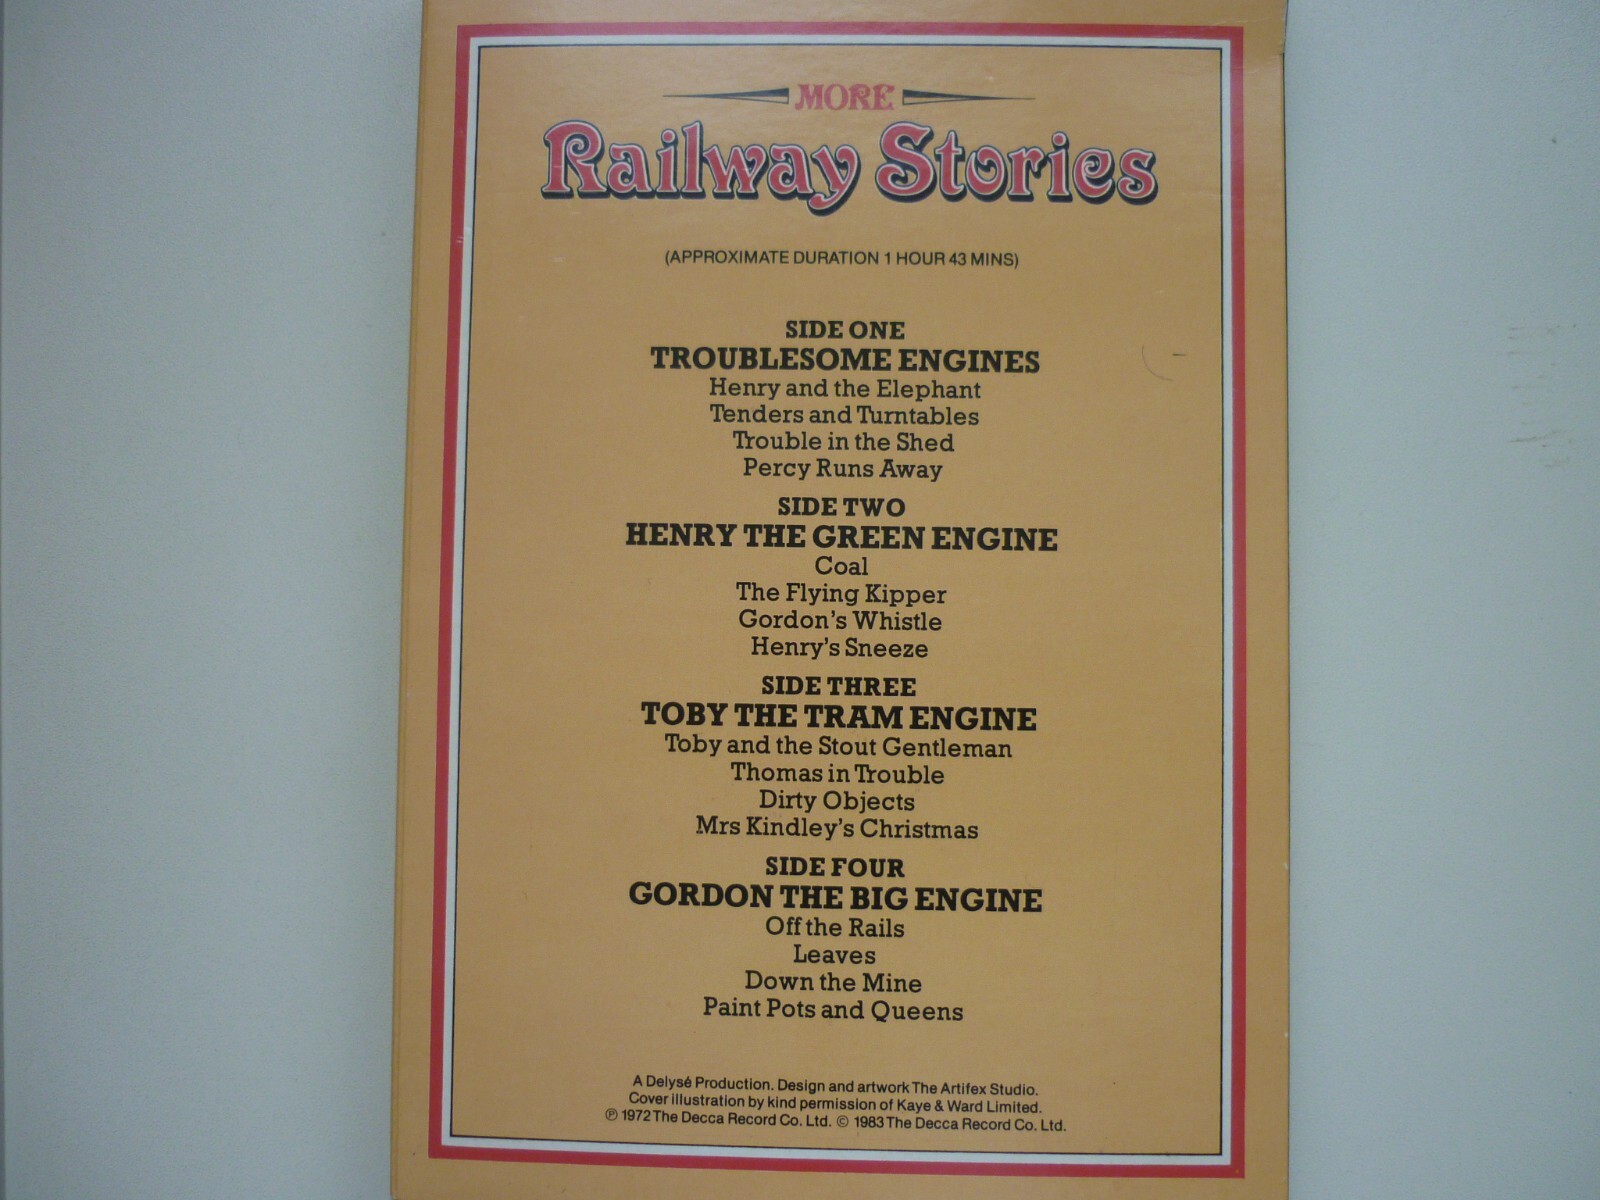 MORE
Railway Stories
(APPROXIMATE DURATION 1 HOUR 43 MINS)
SIDE ONE
TROUBLESOME ENGINES
Henry and the Elephant
Tenders and Turntables
Trouble in the Shed
Percy Runs Away
SIDE TWO
HENRY THE GREEN ENGINE
Coal
The Flying Kipper
Gordon's Whistle
Henry's Sneeze
SIDE THREE
TOBY THE TRAM ENGINE
Toby and the Stout Gentleman
Thomas in Trouble
Dirty Objects
Mrs Kindley's Christmas
SIDE FOUR
GORDON THE BIG ENGINE
Off the Rails
Leaves
Down the Mine
Paint Pots and Queens
A Delysé Production. Design and artwork The Artifex Studio.
Cover illustration by kind permission of Kaye & Ward Limited.
℗ 1972 The Decca Record Co. Ltd. © 1983 The Decca Record Co. Ltd.